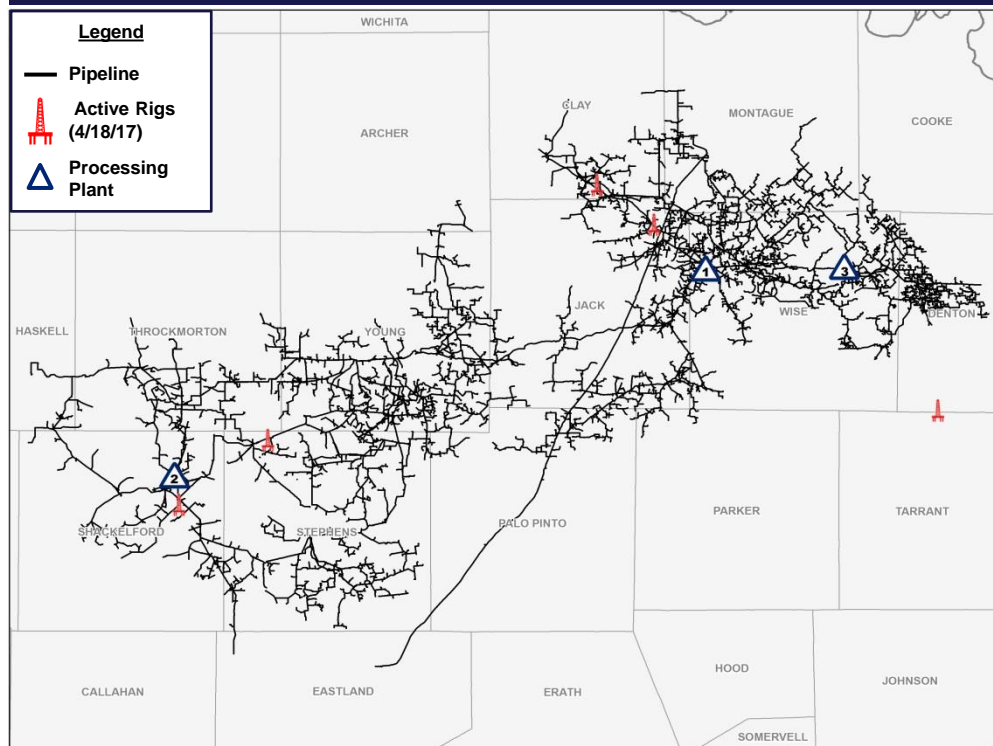 Legend
Pipeline
Active Rigs
(4/18/17)
Processing
Plant
WICHITA
CLAY
MONTAGUE
COOKE
ARCHER
1
3
JACK
WISE
DENTON
HASKELL
THROCKMORTON
YOUNG
2
SHACKELFORD
STEPHENS
PALO PINTO
PARKER
TARRANT
CALLAHAN
EASTLAND
ERATH
HOOD
JOHNSON
SOMERVELL